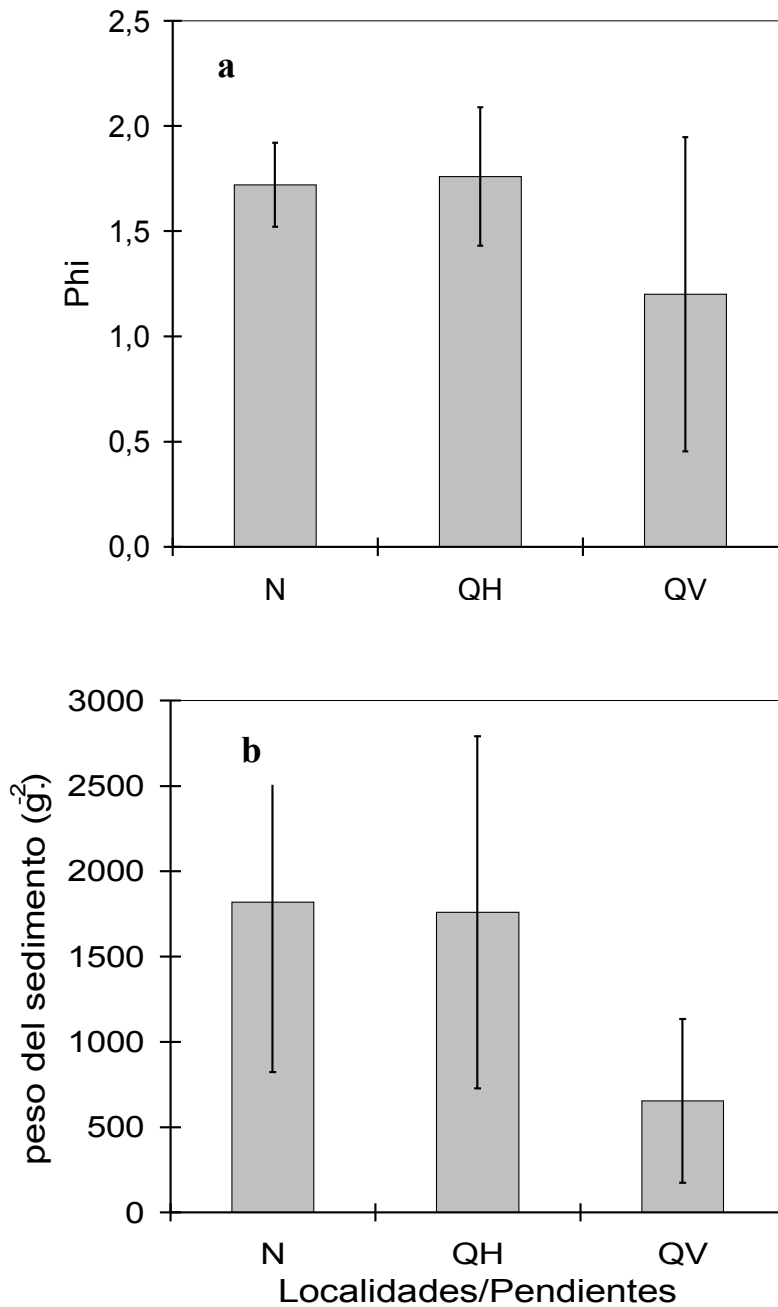 2,5
a
2,0
1,5
Phi
1,0
0,5
0,0
N QH QV
3000
b
2500
peso del sedimento (g.-2)
2000
1500
1000
500
0
N QH QV
Localidades/Pendientes